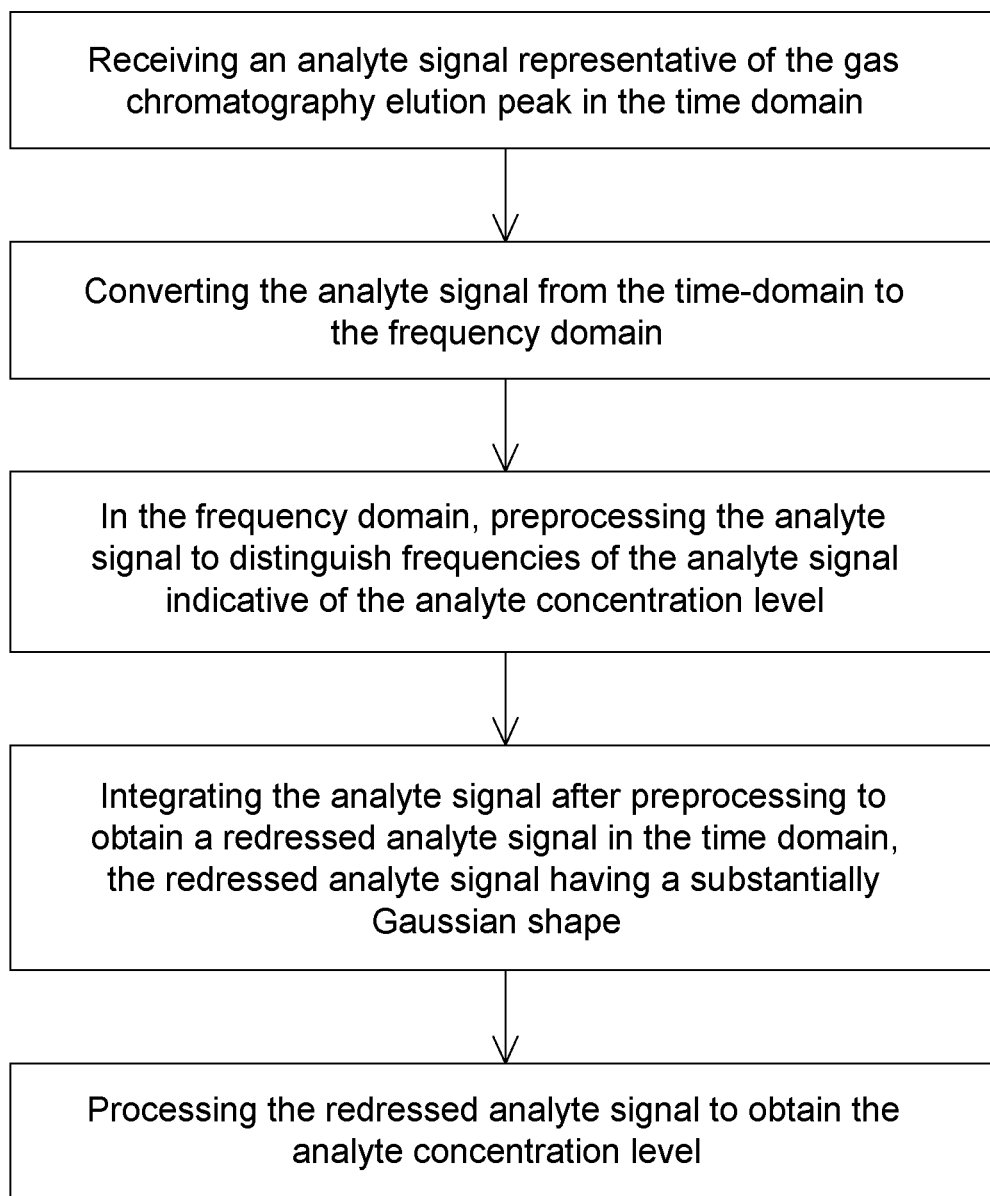 Receiving an analyte signal representative of the gas
chromatography elution peak in the time domain
Converting the analyte signal from the time-domain to
the frequency domain
In the frequency domain, preprocessing the analyte
signal to distinguish frequencies of the analyte signal
indicative of the analyte concentration level
Integrating the analyte signal after preprocessing to
obtain a redressed analyte signal in the time domain,
the redressed analyte signal having a substantially
Gaussian shape
Processing the redressed analyte signal to obtain the
analyte concentration level